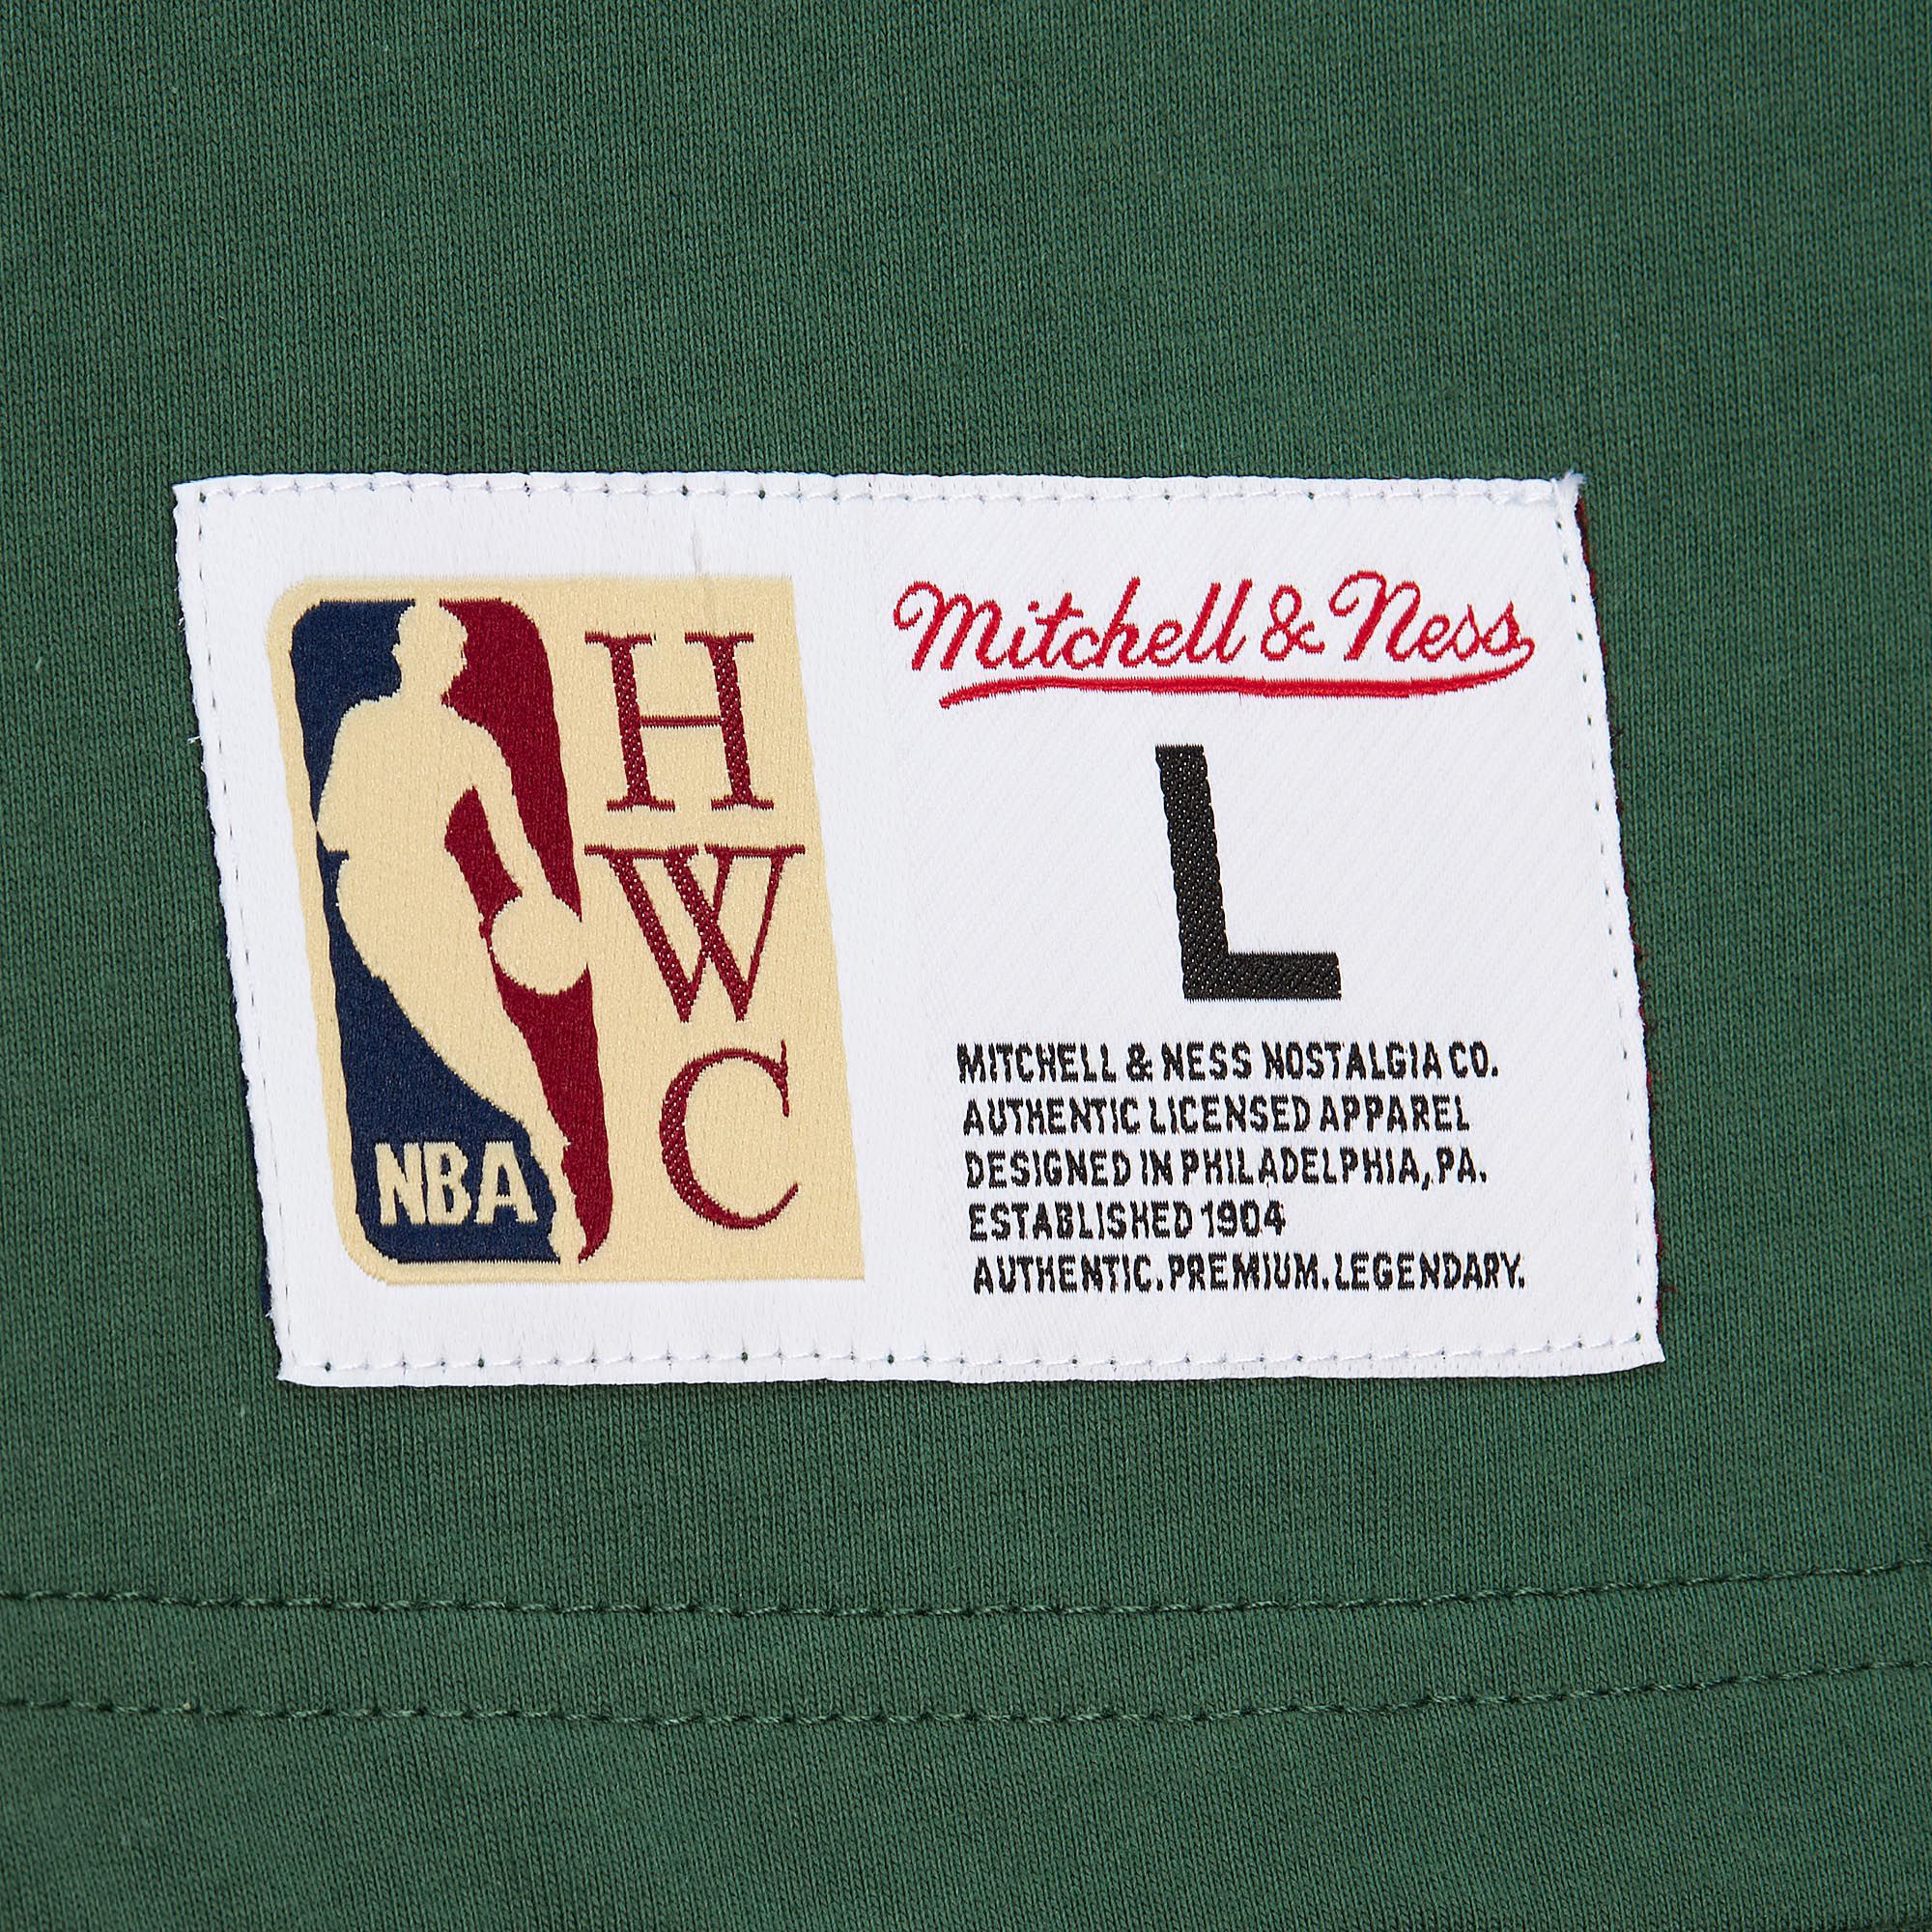 NBA
H
W
C
Mitchell & Ness
L
MITCHELL & NESS NOSTALGIA CO.
AUTHENTIC LICENSED APPAREL
DESIGNED IN PHILADELPHIA, PA.
ESTABLISHED 1904
AUTHENTIC. PREMIUM. LEGENDARY.